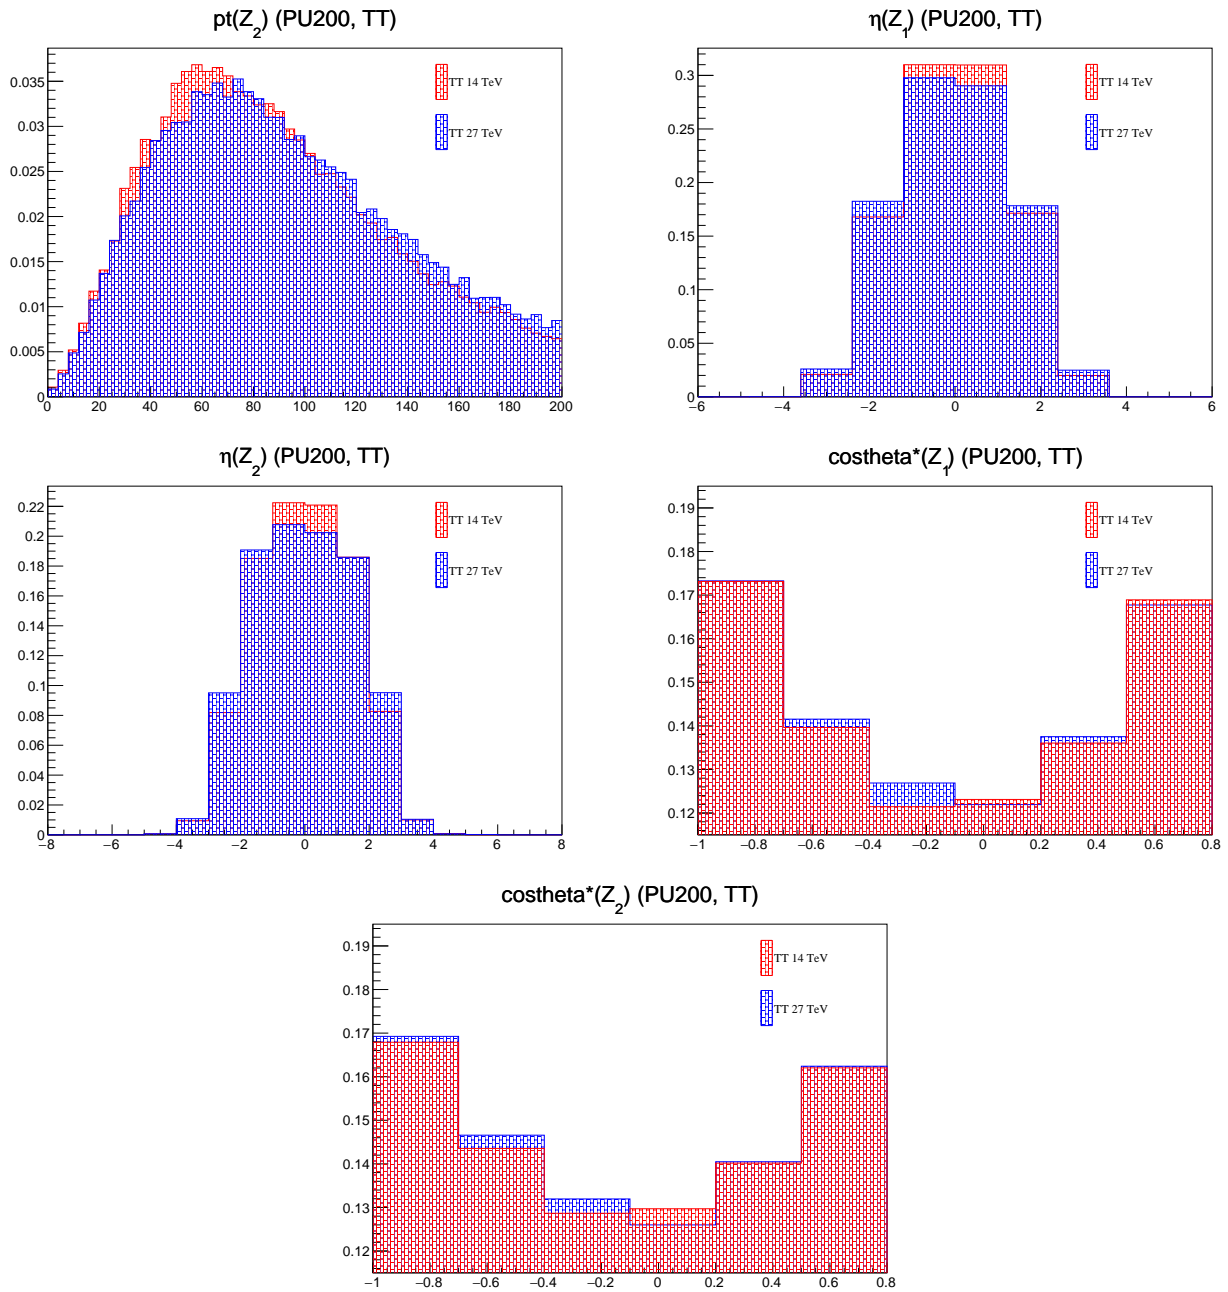 pt(Z2) (PU200, TT)
0.035
0.03
0.025
0.02
0.015
0.01
0.005
0
0 20 40 60 80 100 120 140 160 180 200
TT 14 TeV
TT 27 TeV
η(Z1) (PU200, TT)
0.3
0.25
0.2
0.15
0.1
0.05
0
−6 −4 −2 0 2 4 6
TT 14 TeV
TT 27 TeV
η(Z2) (PU200, TT)
0.22
0.2
0.18
0.16
0.14
0.12
0.1
0.08
0.06
0.04
0.02
0
−8 −6 −4 −2 0 2 4 6 8
TT 14 TeV
TT 27 TeV
costheta*(Z1) (PU200, TT)
0.19
0.18
0.17
0.16
0.15
0.14
0.13
0.12
−1 −0.8 −0.6 −0.4 −0.2 0 0.2 0.4 0.6 0.8
TT 14 TeV
TT 27 TeV
costheta*(Z2) (PU200, TT)
0.19
0.18
0.17
0.16
0.15
0.14
0.13
0.12
−1 −0.8 −0.6 −0.4 −0.2 0 0.2 0.4 0.6 0.8
TT 14 TeV
TT 27 TeV